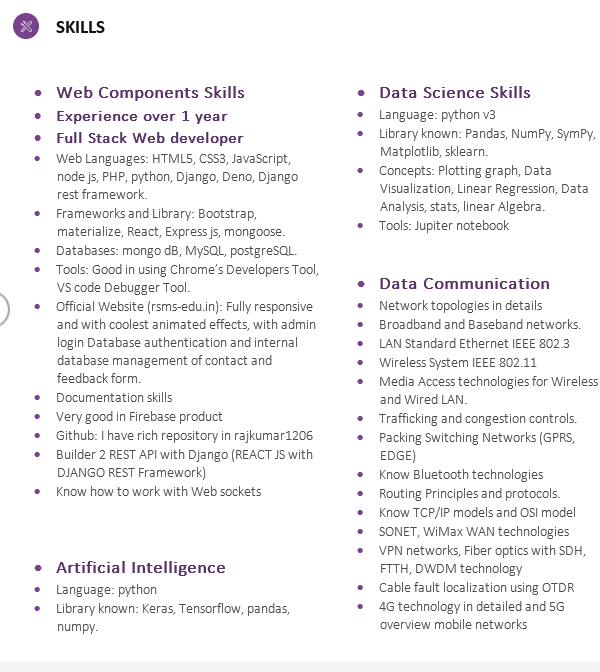 SKILLS
• Web Components Skills
• Experience over 1 year
• Full Stack Web developer
• Web Languages: HTML5, CSS3, JavaScript,
node js, PHP, python, Django, Deno, Django
rest framework.
• Frameworks and Library: Bootstrap,
materialize, React, Express js, mongoose.
• Databases: mongo dB, MySQL, postgreSQL.
• Tools: Good in using Chrome's Developers Tool,
VS code Debugger Tool.
• Official Website (rsms-edu.in): Fully responsive
and with coolest animated effects, with admin
login Database authentication and internal
database management of contact and
feedback form.
• Documentation skills
• Very good in Firebase product
• Github: I have rich repository in rajkumar1206
• Builder 2 REST API with Django (REACT JS with
DJANGO REST Framework)
• Know how to work with Web sockets
• Artificial Intelligence
• Language: python
• Library known: Keras, Tensorflow, pandas,
numpy.
• Data Science Skills
• Language: python v3
• Library known: Pandas, NumPy, SymPy,
Matplotlib, sklearn.
• Concepts: Plotting graph, Data
Visualization, Linear Regression, Data
Analysis, stats, linear Algebra.
• Tools: Jupiter notebook
• Data Communication
• Network topologies in details
• Broadband and Baseband networks.
• LAN Standard Ethernet IEEE 802.3
• Wireless System IEEE 802.11
• Media Access technologies for Wireless
and Wired LAN.
• Trafficking and congestion controls.
• Packing Switching Networks (GPRS,
EDGE)
• Know Bluetooth technologies
• Routing Principles and protocols.
• Know TCP/IP models and OSI model
• SONET, WiMax WAN technologies
• VPN networks, Fiber optics with SDH,
FTTH, DWDM technology
• Cable fault localization using OTDR
• 4G technology in detailed and 5G
overview mobile networks